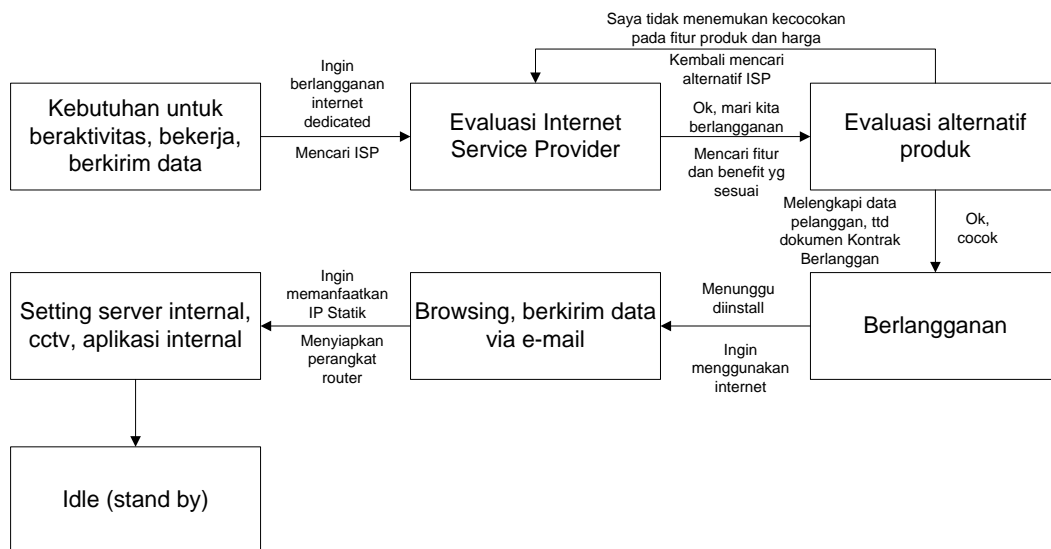 Saya tidak menemukan kecocokan
pada fitur produk dan harga
Kembali mencari
alternatif ISP
Kebutuhan untuk
beraktivitas, bekerja,
berkirim data
Ingin
berlangganan
internet
dedicated
Mencari ISP
Evaluasi Internet
Service Provider
Ok, mari kita
berlangganan
Mencari fitur
dan benefit yg
sesuai
Evaluasi alternatif
produk
Melengkapi data
pelanggan, ttd
dokumen Kontrak
Berlanggan
Ok,
cocok
Setting server internal,
cctv, aplikasi internal
Ingin
memanfaatkan
IP Statik
Menyiapkan
perangkat
router
Browsing, berkirim data
via e-mail
Menunggu
diinstall
Ingin
menggunakan
internet
Berlangganan
Idle (stand by)